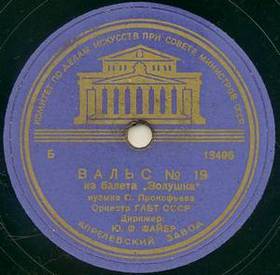 КОМИТЕТ ПО ДЕЛАМ ИСКУССТВ ПРИ СОВЕТЕ МИНИСТРОВ СССР
Б 13406
ВАЛЬС № 19
из балета „Золушка"
музыка С. Прокофьева
Оркестр ГАБТ СССР
Дирижер:
Ю. Ф. ФАЙЕР
АПРЕЛЕВСКИЙ ЗАВОД